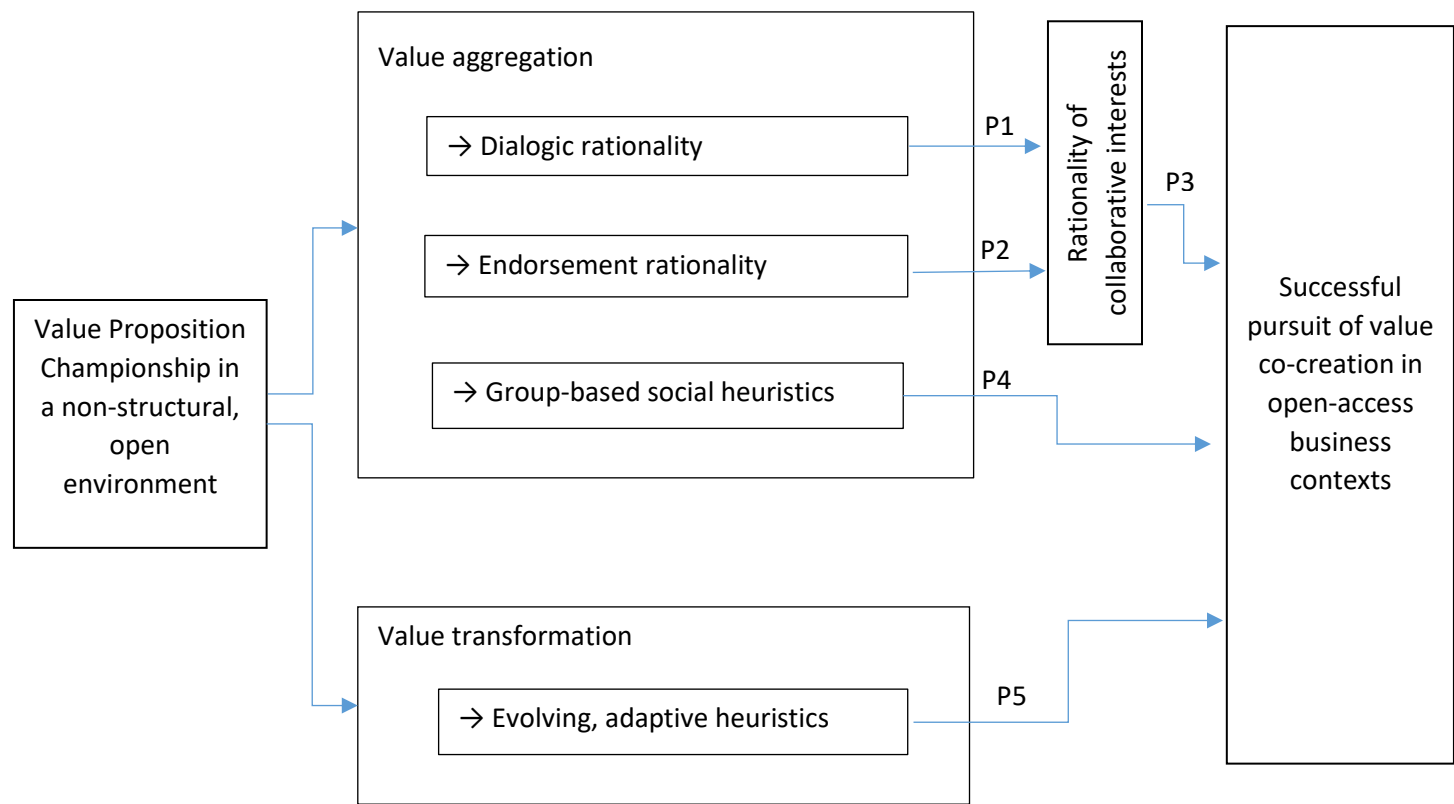 Value Proposition
Championship in
a non-structural,
open
environment
Value aggregation
→ Dialogic rationality
→ Endorsement rationality
→ Group-based social heuristics
Value transformation
→ Evolving, adaptive heuristics
P1
P2
P4
P5
Rationality of
collaborative interests
P3
Successful
pursuit of value
co-creation in
open-access
business
contexts